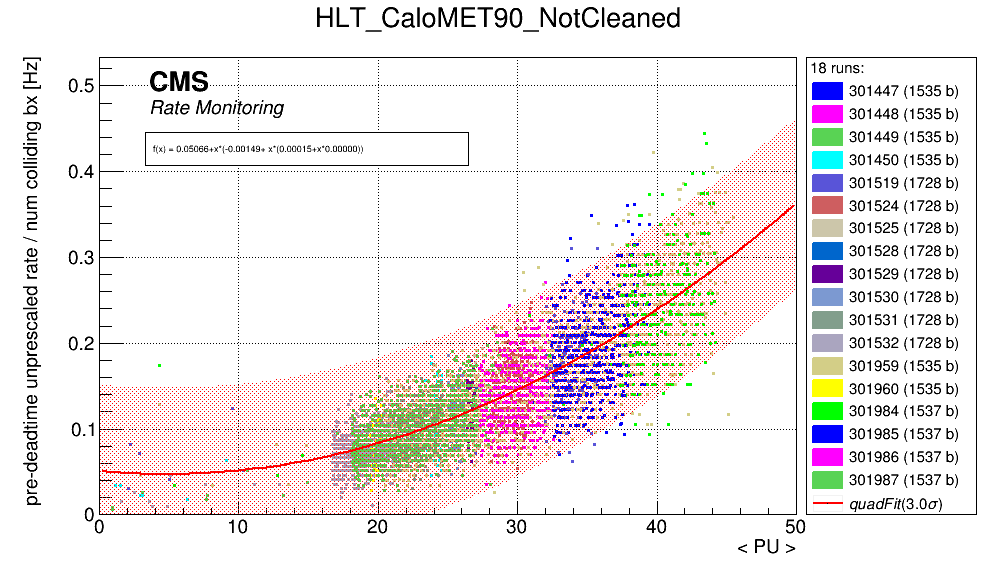 HLT_CaloMET90_NotCleaned
pre-deadtime unprescaled rate / num colliding bx [Hz]
0.5
0.4
0.3
0.2
0.1
0
CMS
Rate Monitoring
f(x) = 0.05066+x*(-0.00149+ x*(0.00015+x*0.00000))
0 10 20 30 40 50
< PU >
18 runs:
301447 (1535 b)
301448 (1535 b)
301449 (1535 b)
301450 (1535 b)
301519 (1728 b)
301524 (1728 b)
301525 (1728 b)
301528 (1728 b)
301529 (1728 b)
301530 (1728 b)
301531 (1728 b)
301532 (1728 b)
301959 (1535 b)
301960 (1535 b)
301984 (1537 b)
301985 (1537 b)
301986 (1537 b)
301987 (1537 b)
quadFit(3.0σ)